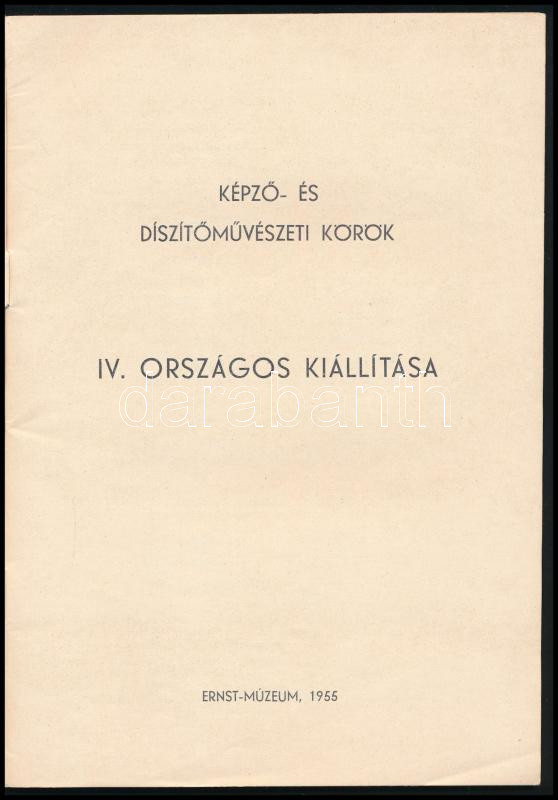 KÉPZŐ- ÉS
DÍSZÍTŐMŰVÉSZETI KÖRÖK
IV. ORSZÁGOS KIÁLLÍTÁSA
darabanth
ERNST-MÚZEUM, 1955